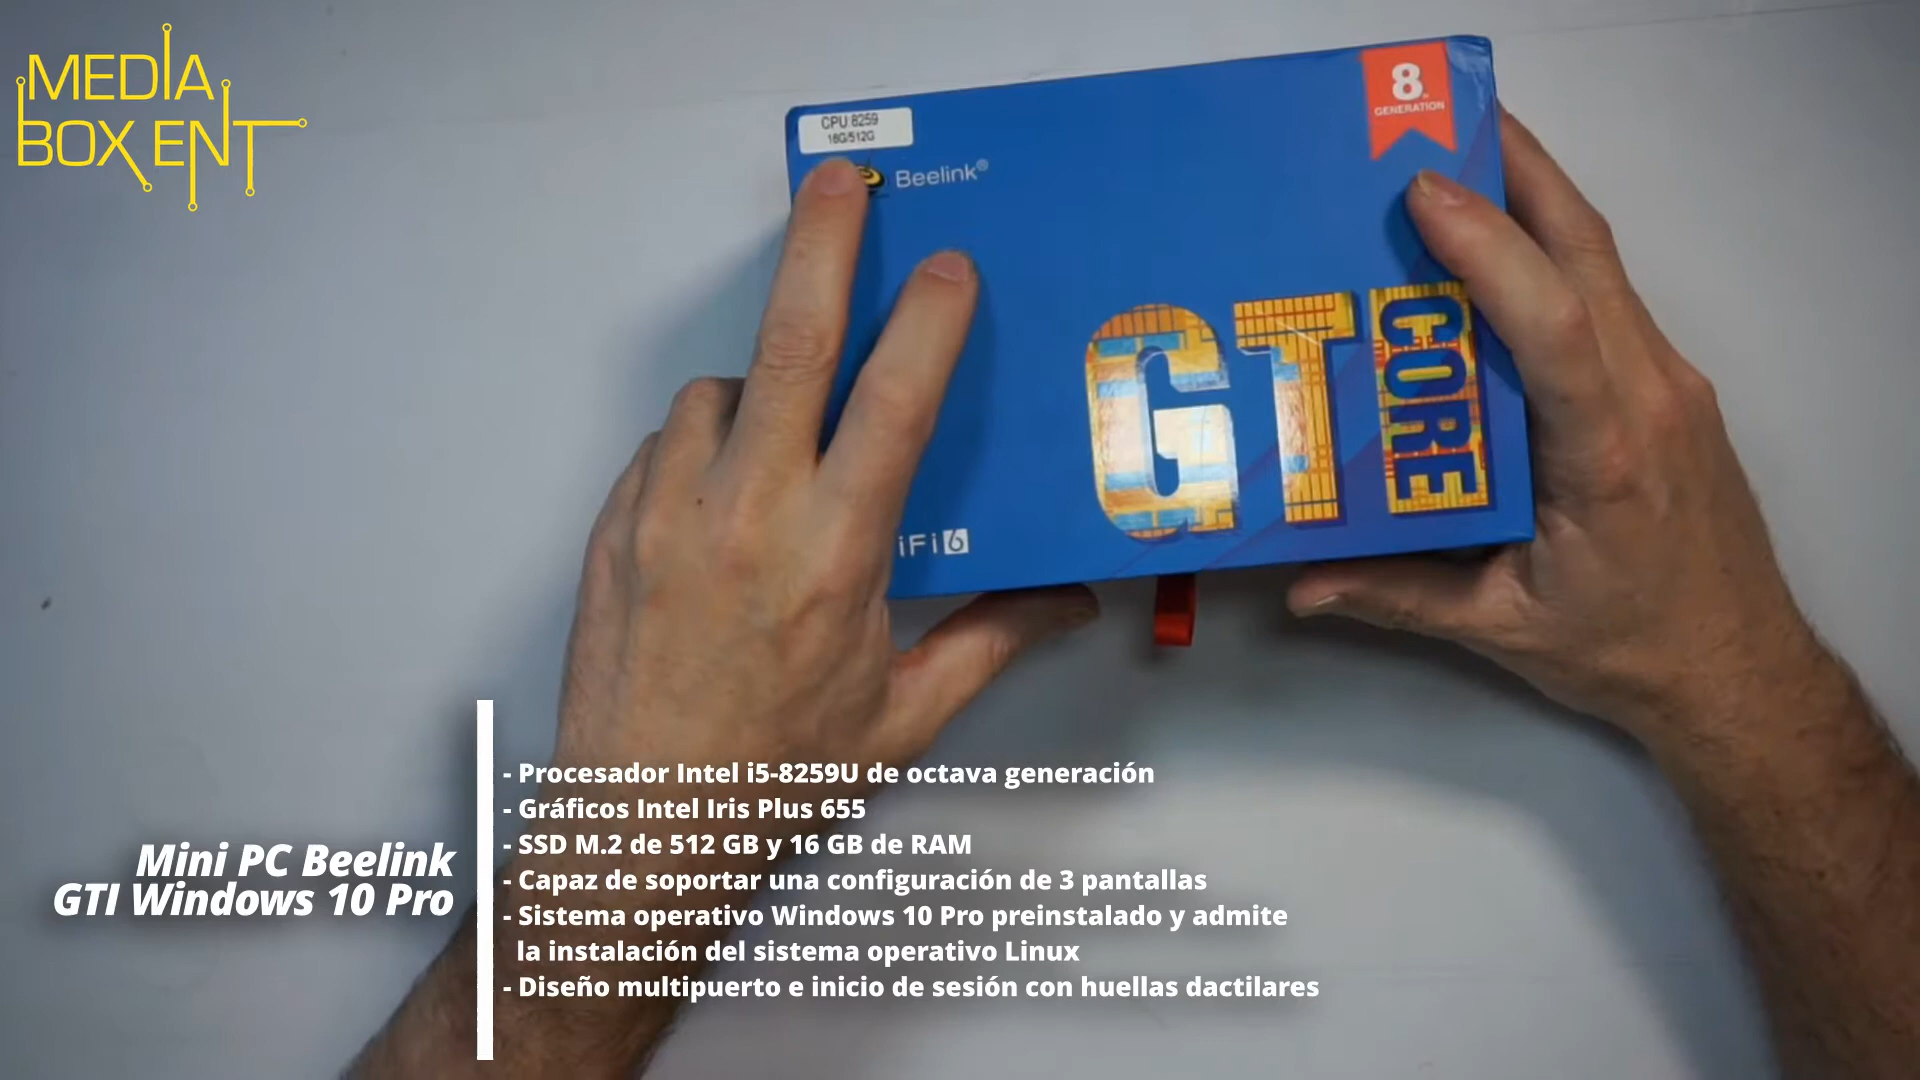 MEDIA
BOX ENT
CPU 8259
16G/512G
Beelink®
8th
GENERATION
GT
CORE
iFi 6
Mini PC Beelink
GTI Windows 10 Pro
- Procesador Intel i5-8259U de octava generación
- Gráficos Intel Iris Plus 655
- SSD M.2 de 512 GB y 16 GB de RAM
- Capaz de soportar una configuración de 3 pantallas
- Sistema operativo Windows 10 Pro preinstalado y admite
la instalación del sistema operativo Linux
- Diseño multipuerto e inicio de sesión con huellas dactilares